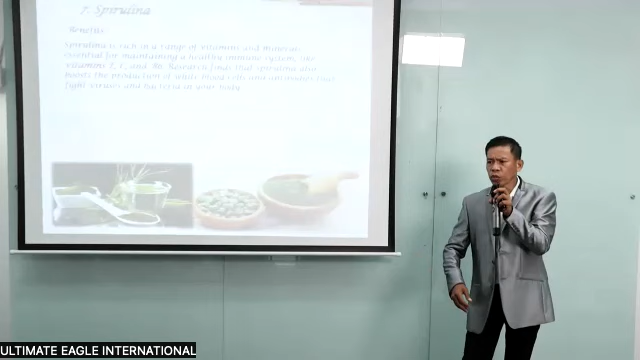 7. Spirulina
Benefits:
Spirulina is rich in a range of vitamins and minerals
essential for maintaining a healthy immune system, like
vitamins E, C, and B6. Research finds that spirulina also
boosts the production of white blood cells and antibodies that
fight viruses and bacteria in your body.
ULTIMATE EAGLE INTERNATIONAL